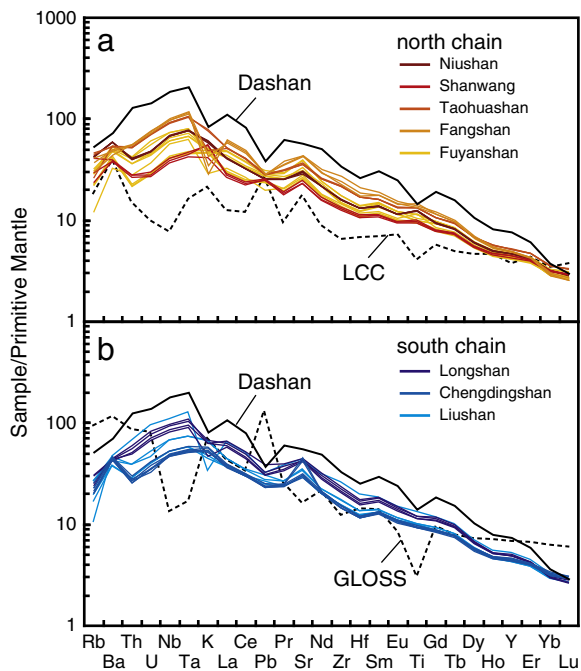 Sample/Primitive Mantle
1000
100
10
1
a
Dashan
LCC
north chain
Niushan
Shanwang
Taohuashan
Fangshan
Fuyanshan
100
10
1
b
Dashan
GLOSS
south chain
Longshan
Chengdingshan
Liushan
Rb Th Nb K Ce Pr Nd Hf Eu Gd Dy Y Yb
Ba U Ta La Pb Sr Zr Sm Ti Tb Ho Er Lu